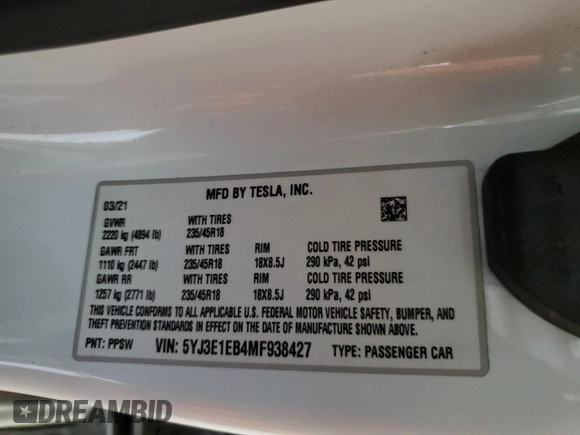 MFD BY TESLA, INC.
03/21
GVWR WITH TIRES
2220 kg (4894 lb) 235/45R18
GAWR FRT WITH TIRES RIM COLD TIRE PRESSURE
1110 kg (2447 lb) 235/45R18 18X8.5J 290 kPa, 42 psi
GAWR RR WITH TIRES RIM COLD TIRE PRESSURE
1257 kg (2771 lb) 235/45R18 18X8.5J 290 kPa, 42 psi
THIS VEHICLE CONFORMS TO ALL APPLICABLE U.S. FEDERAL MOTOR VEHICLE SAFETY, BUMPER, AND
THEFT PREVENTION STANDARDS IN EFFECT ON THE DATE OF MANUFACTURE SHOWN ABOVE.
PNT: PPSW VIN: 5YJ3E1EB4MF938427 TYPE: PASSENGER CAR
DREAMBID